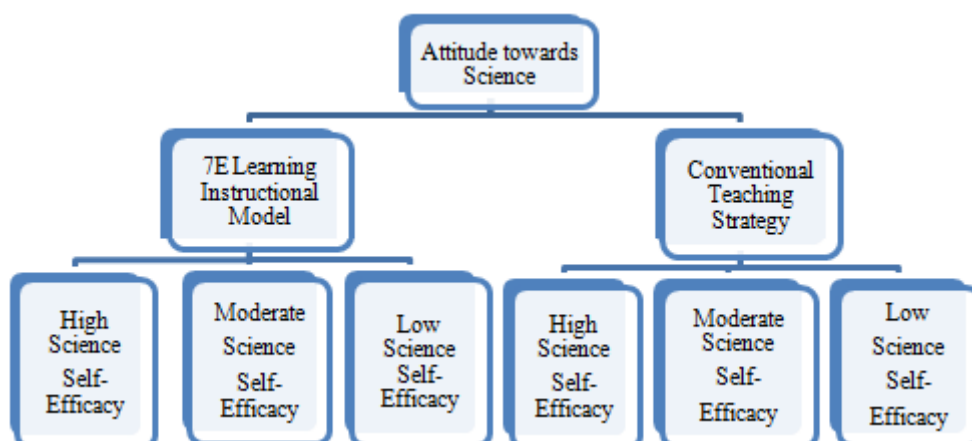 Attitude towards
Science
7E Learning
Instructional
Model
Conventional
Teaching
Strategy
High
Science
Self-
Efficacy
Moderate
Science
Self-
Efficacy
Low
Science
Self-
Efficacy
High
Science
Self-
Efficacy
Moderate
Science
Self-
Efficacy
Low
Science
Self-
Efficacy